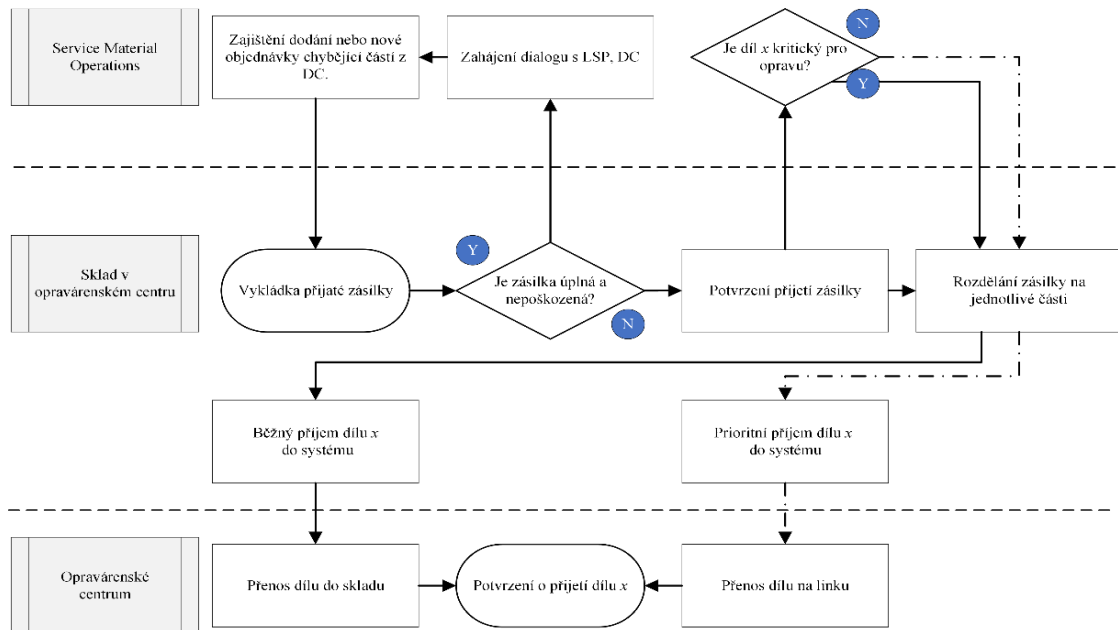 Service Material
Operations
Zajištění dodání nebo nové
objednávky chybějící částí z
DC.
Zahájení dialogu s LSP, DC
Je díl x kritický pro
opravu?
N
Y
Sklad v
opravárenském centru
Vykládka přijaté zásilky
Y
Je zásilka úplná a
nepoškozená?
N
Potvrzení přijetí zásilky
Rozdělání zásilky na
jednotlivé části
Běžný příjem dílu x
do systému
Prioritní příjem dílu x
do systému
Opravárenské
centrum
Přenos dílu do skladu
Potvrzení o přijetí dílu x
Přenos dílu na linku